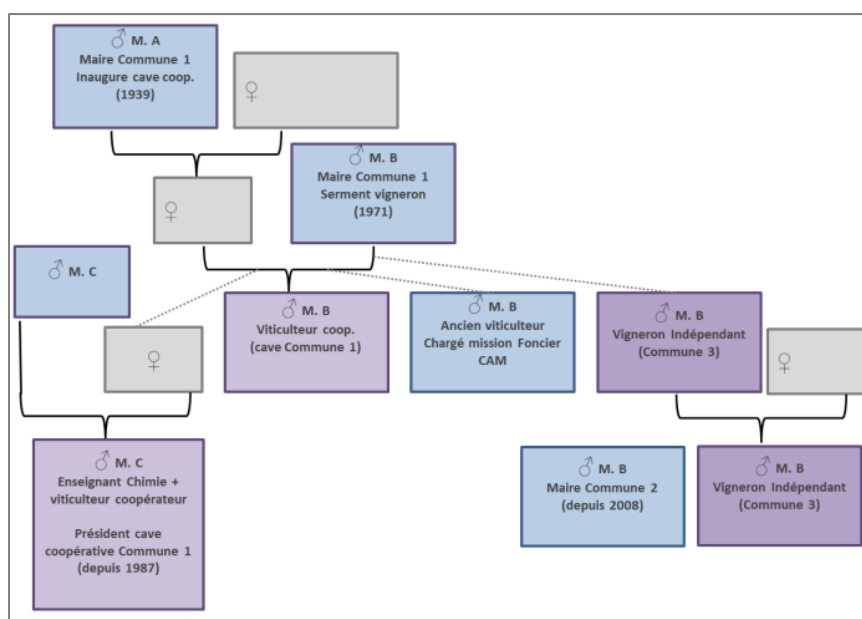 ♂ M. A
Maire Commune 1
Inaugure cave coop.
(1939)
♀
♂ M. B
Maire Commune 1
Serment vigneron
(1971)
♀
♂ M. C
♂ M. B
Viticulteur coop.
(cave Commune 1)
♂ M. B
Ancien viticulteur
Chargé mission Foncier
CAM
♂ M. B
Vigneron Indépendant
(Commune 3)
♀
♀
♂ M. C
Enseignant Chimie +
viticulteur coopérateur
Président cave
coopérative Commune 1
(depuis 1987)
♂ M. B
Maire Commune 2
(depuis 2008)
♂ M. B
Vigneron Indépendant
(Commune 3)